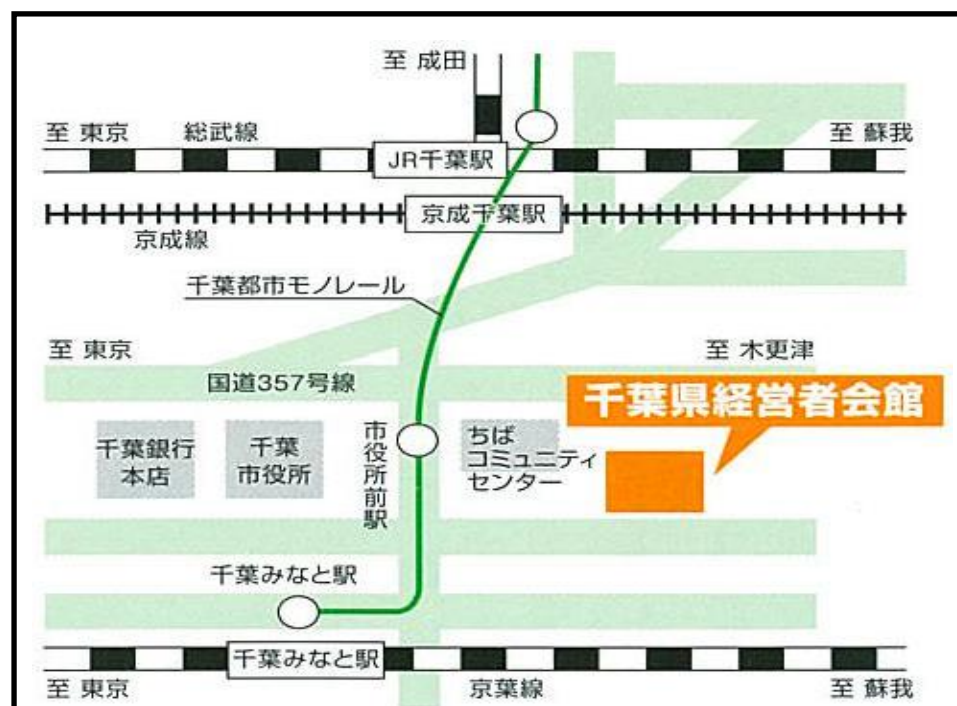 至 成田
至 東京
総武線
至 蘇我
JR千葉駅
京成千葉駅
京成線
千葉都市モノレール
至 東京
至 木更津
国道357号線
千葉県経営者会館
千葉銀行
本店
千葉
市役所
市役所前駅
ちば
コミュニティ
センター
千葉みなと駅
千葉みなと駅
至 東京
京葉線
至 蘇我